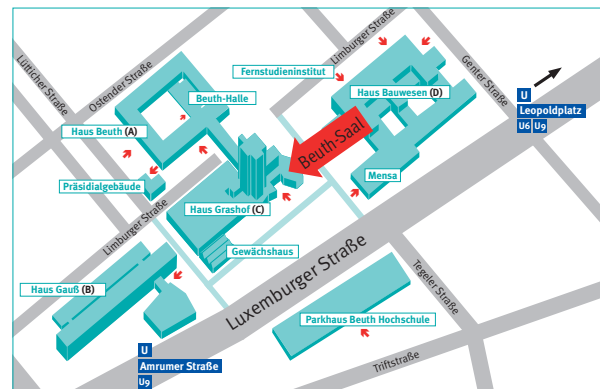 Lütticher Straße
Ostender Straße
Limburger Straße
Genter Straße
Fernstudieninstitut
Beuth-Halle
Haus Bauwesen (D)
U
Leopoldplatz
U6 U9
Haus Beuth (A)
Beuth-Saal
Präsidialgebäude
Mensa
Limburger Straße
Haus Grashof (C)
Gewächshaus
Luxemburger Straße
Tegeler Straße
Haus Gauß (B)
Parkhaus Beuth Hochschule
U
Amrumer Straße
U9
Triftstraße